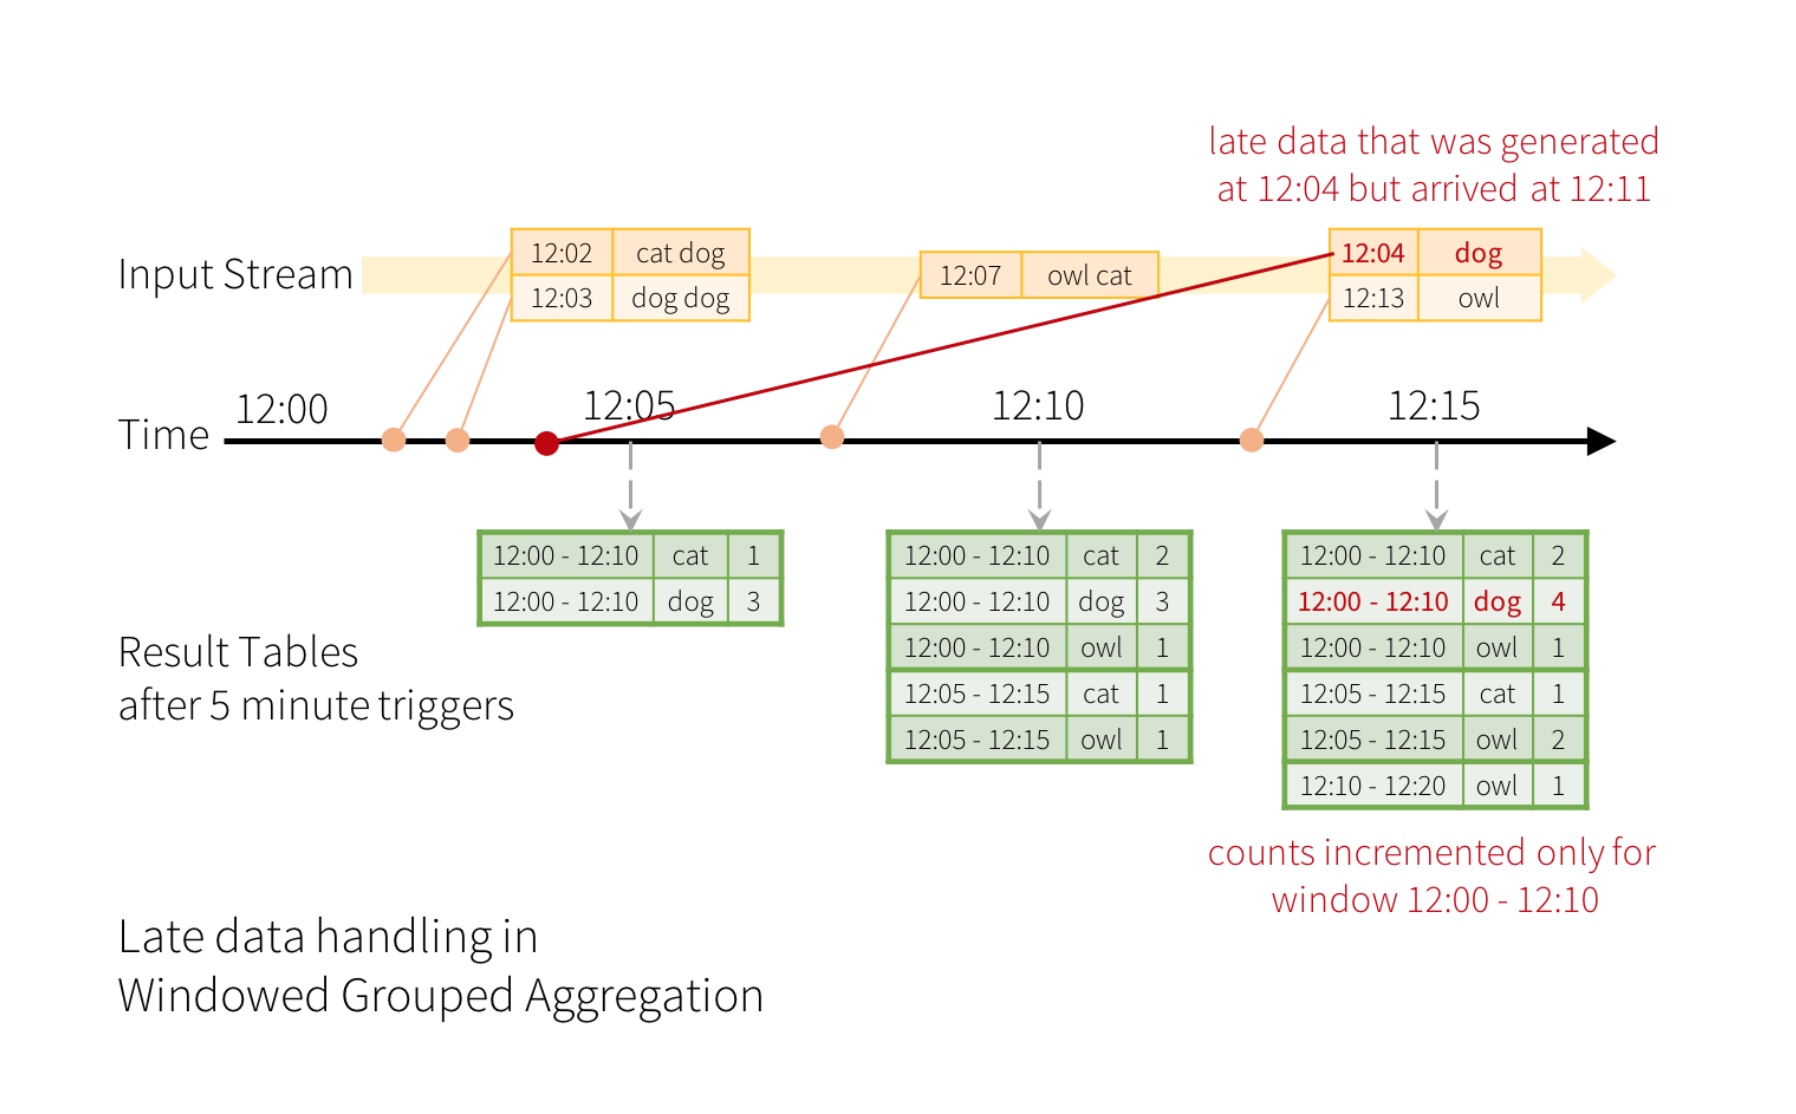 late data that was generated
at 12:04 but arrived at 12:11
Input Stream
12:02 cat dog
12:03 dog dog
12:07 owl cat
12:04 dog
12:13 owl
Time
12:00
12:05
12:10
12:15
12:00 - 12:10 cat 1
12:00 - 12:10 dog 3
12:00 - 12:10 cat 2
12:00 - 12:10 dog 3
12:00 - 12:10 owl 1
12:05 - 12:15 cat 1
12:05 - 12:15 owl 1
12:00 - 12:10 cat 2
12:00 - 12:10 dog 4
12:00 - 12:10 owl 1
12:05 - 12:15 cat 1
12:05 - 12:15 owl 2
12:10 - 12:20 owl 1
Result Tables
after 5 minute triggers
counts incremented only for
window 12:00 - 12:10
Late data handling in
Windowed Grouped Aggregation